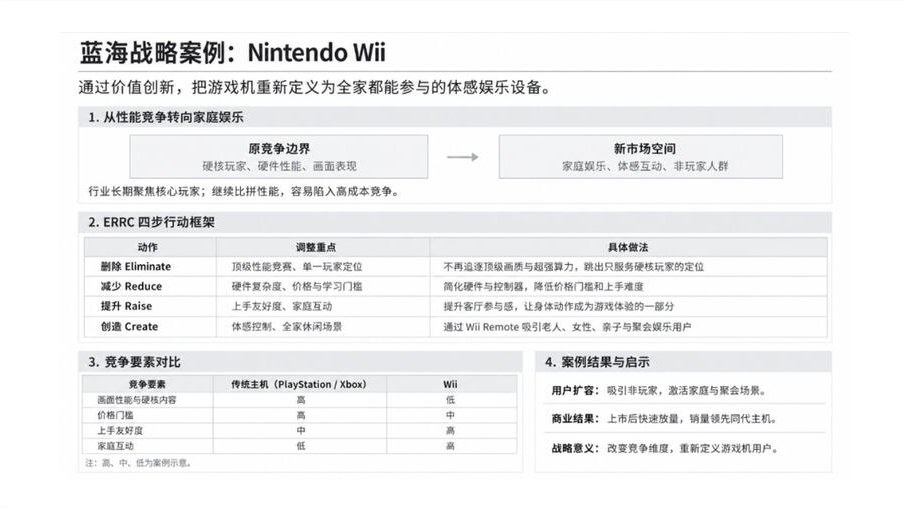 蓝海战略案例：Nintendo Wii
通过价值创新，把游戏机重新定义为全家都能参与的体感娱乐设备。
1. 从性能竞争转向家庭娱乐
原竞争边界
硬核玩家、硬件性能、画面表现
新市场空间
家庭娱乐、体感互动、非玩家人群
行业长期聚焦核心玩家；继续比拼性能，容易陷入高成本竞争。
2. ERRC 四步行动框架
动作 调整重点 具体做法
删除 Eliminate 顶级性能竞赛、单一玩家定位 不再追逐顶级画质与超强算力，跳出只服务硬核玩家的定位
减少 Reduce 硬件复杂度、价格与学习门槛 简化硬件与控制器，降低价格门槛和上手难度
提升 Raise 上手友好度、家庭互动 提升客厅参与感，让身体动作成为游戏体验的一部分
创造 Create 体感控制、全家休闲场景 通过 Wii Remote 吸引老人、女性、亲子与聚会娱乐用户
3. 竞争要素对比
竞争要素 传统主机（PlayStation / Xbox） Wii
画面性能与硬核内容 高 低
价格门槛 高 中
上手友好度 中 高
家庭互动 低 高
注：高、中、低为案例示意。
4. 案例结果与启示
用户扩容：吸引非玩家，激活家庭与聚会场景。
商业结果：上市后快速放量，销量领先同代主机。
战略意义：改变竞争维度，重新定义游戏机用户。